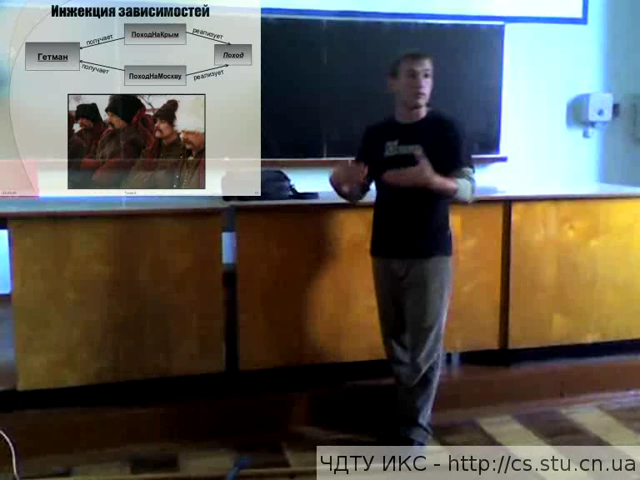 Инжекция зависимостей
ПоходНаКрым
получает
реализует
Гетман
Поход
получает
ПоходНаМоскву
реализует
ЧДТУ ИКС - http://cs.stu.cn.ua